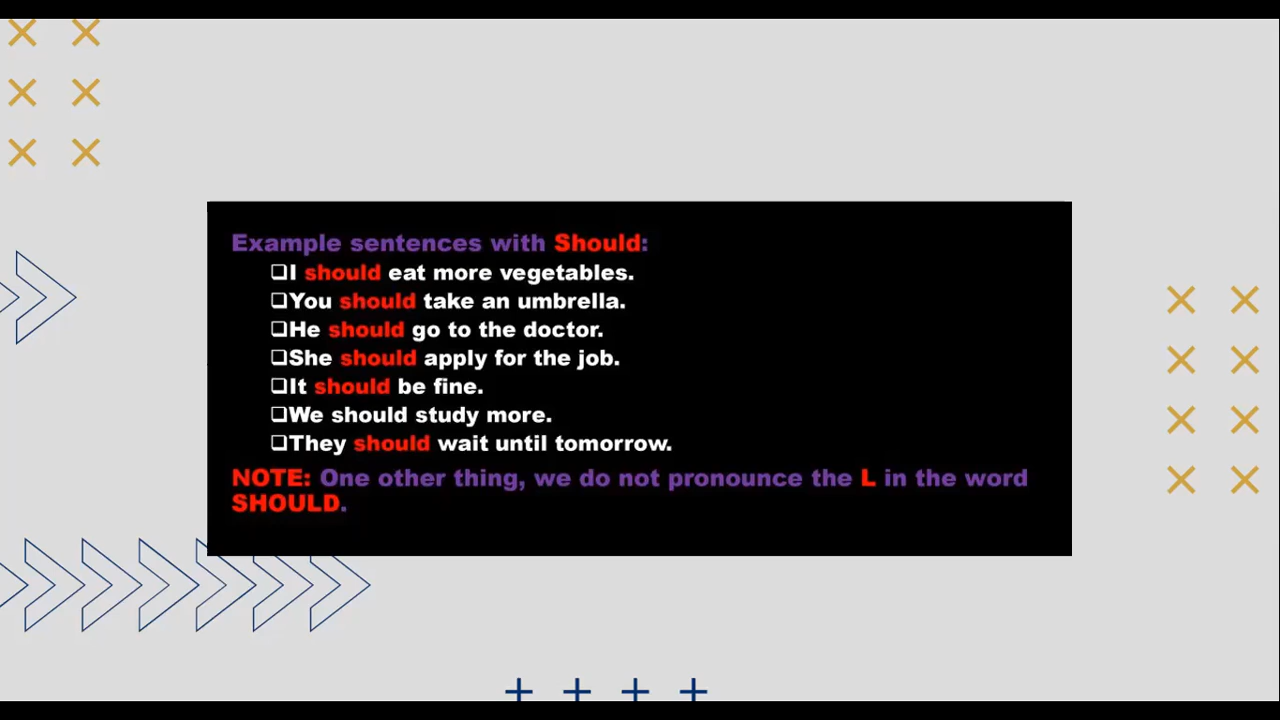 Example sentences with Should:
❑I should eat more vegetables.
❑You should take an umbrella.
❑He should go to the doctor.
❑She should apply for the job.
❑It should be fine.
❑We should study more.
❑They should wait until tomorrow.
NOTE: One other thing, we do not pronounce the L in the word
SHOULD.